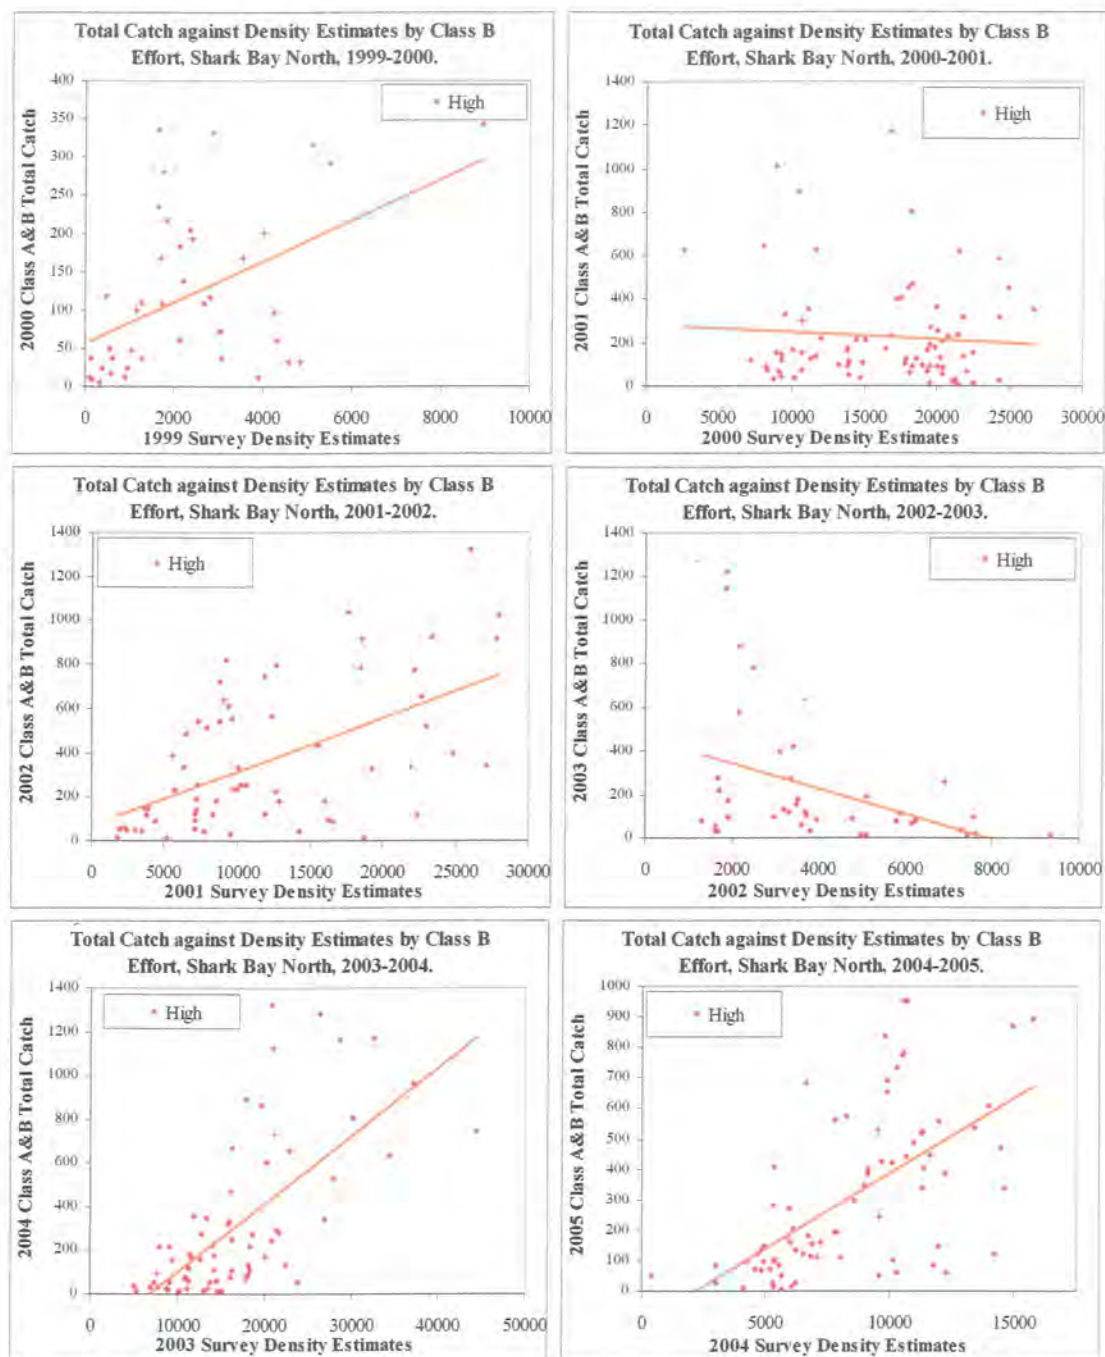 Total Catch against Density Estimates by Class B
Effort, Shark Bay North, 1999-2000.
2000 Class A&B Total Catch
400
350
300
250
200
150
100
50
0
High
0 2000 4000 6000 8000 10000
1999 Survey Density Estimates
Total Catch against Density Estimates by Class B
Effort, Shark Bay North, 2000-2001.
2001 Class A&B Total Catch
1400
1200
1000
800
600
400
200
0
High
0 5000 10000 15000 20000 25000 30000
2000 Survey Density Estimates
Total Catch against Density Estimates by Class B
Effort, Shark Bay North, 2001-2002.
2002 Class A&B Total Catch
1400
1200
1000
800
600
400
200
0
High
0 5000 10000 15000 20000 25000 30000
2001 Survey Density Estimates
Total Catch against Density Estimates by Class B
Effort, Shark Bay North, 2002-2003.
2003 Class A&B Total Catch
1400
1200
1000
800
600
400
200
0
High
0 2000 4000 6000 8000 10000
2002 Survey Density Estimates
Total Catch against Density Estimates by Class B
Effort, Shark Bay North, 2003-2004.
2004 Class A&B Total Catch
1400
1200
1000
800
600
400
200
0
High
0 10000 20000 30000 40000 50000
2003 Survey Density Estimates
Total Catch against Density Estimates by Class B
Effort, Shark Bay North, 2004-2005.
2005 Class A&B Total Catch
1000
900
800
700
600
500
400
300
200
100
0
High
0 5000 10000 15000
2004 Survey Density Estimates